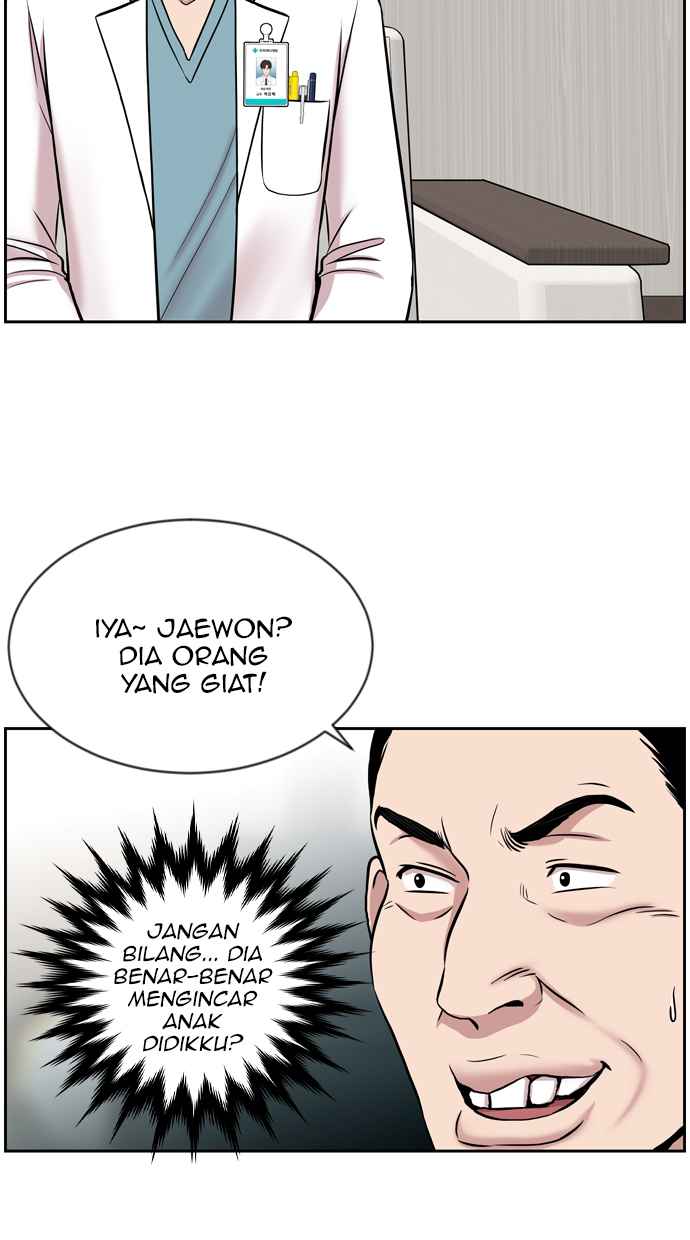 IYA~ JAEWON?
DIA ORANG
YANG GIAT!
JANGAN
BILANG... DIA
BENAR-BENAR
MENGINCAR
ANAK
DIDIKKU?